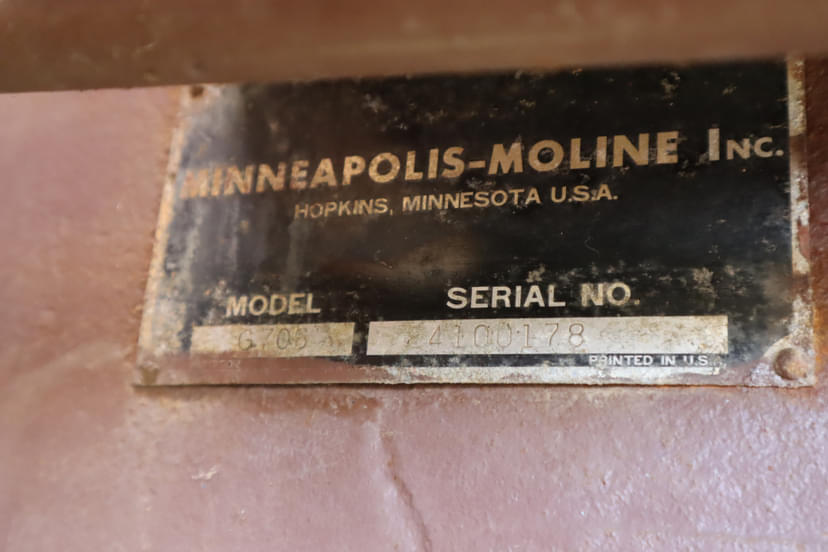 MINNEAPOLIS-MOLINE INC.
HOPKINS, MINNESOTA U.S.A.
MODEL SERIAL NO.
G706 4100178
PRINTED IN U.S.